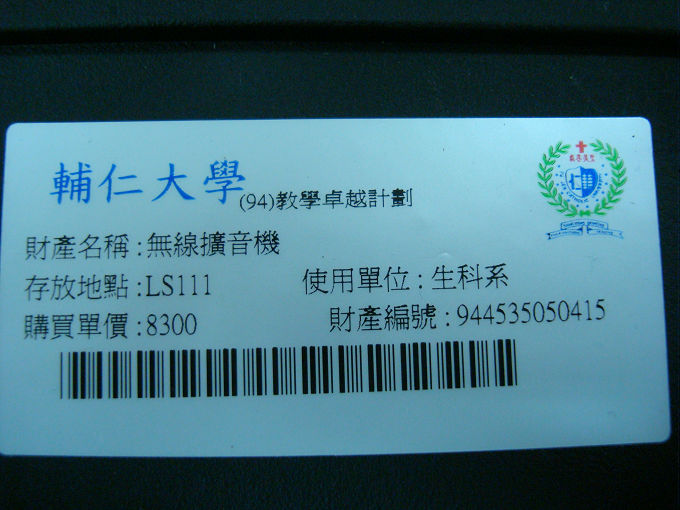 輔仁大學 (94)教學卓越計劃
財產名稱 : 無線擴音機
存放地點 : LS111 使用單位 : 生科系
購買單價 : 8300 財產編號 : 944535050415